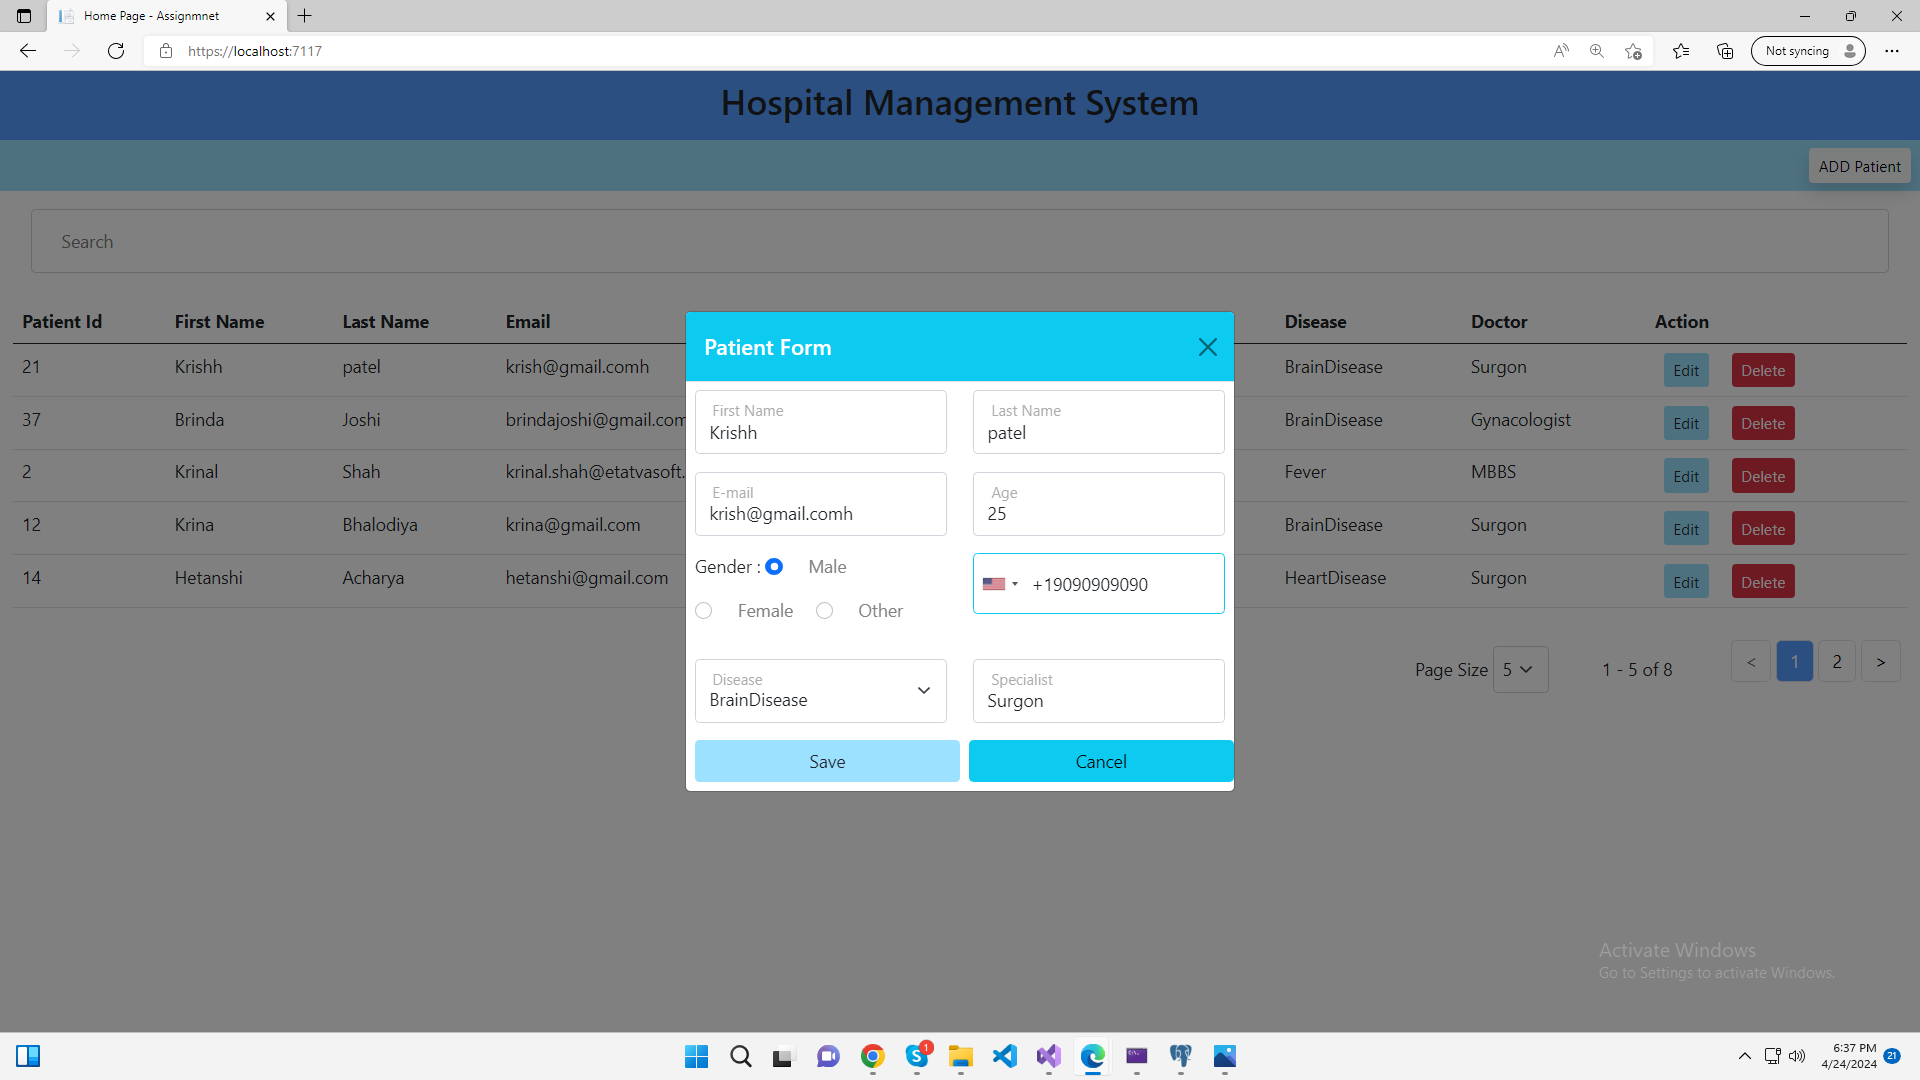 Home Page - Assignmnet
https://localhost:7117
Not syncing
Hospital Management System
ADD Patient
Search
Patient Id First Name Last Name Email Disease Doctor Action
21 Krishh patel krish@gmail.comh BrainDisease Surgon Edit Delete
37 Brinda Joshi brindajoshi@gmail.com BrainDisease Gynacologist Edit Delete
2 Krinal Shah krinal.shah@etatvasoft. Fever MBBS Edit Delete
12 Krina Bhalodiya krina@gmail.com BrainDisease Surgon Edit Delete
14 Hetanshi Acharya hetanshi@gmail.com HeartDisease Surgon Edit Delete
Page Size 5 1 - 5 of 8 < 1 2 >
Patient Form
First Name Last Name
Krishh patel
E-mail Age
krish@gmail.comh 25
Gender : Male
+19090909090
Female Other
Disease Specialist
BrainDisease Surgon
Save Cancel
Activate Windows
Go to Settings to activate Windows.
1
6:37 PM
4/24/2024
21